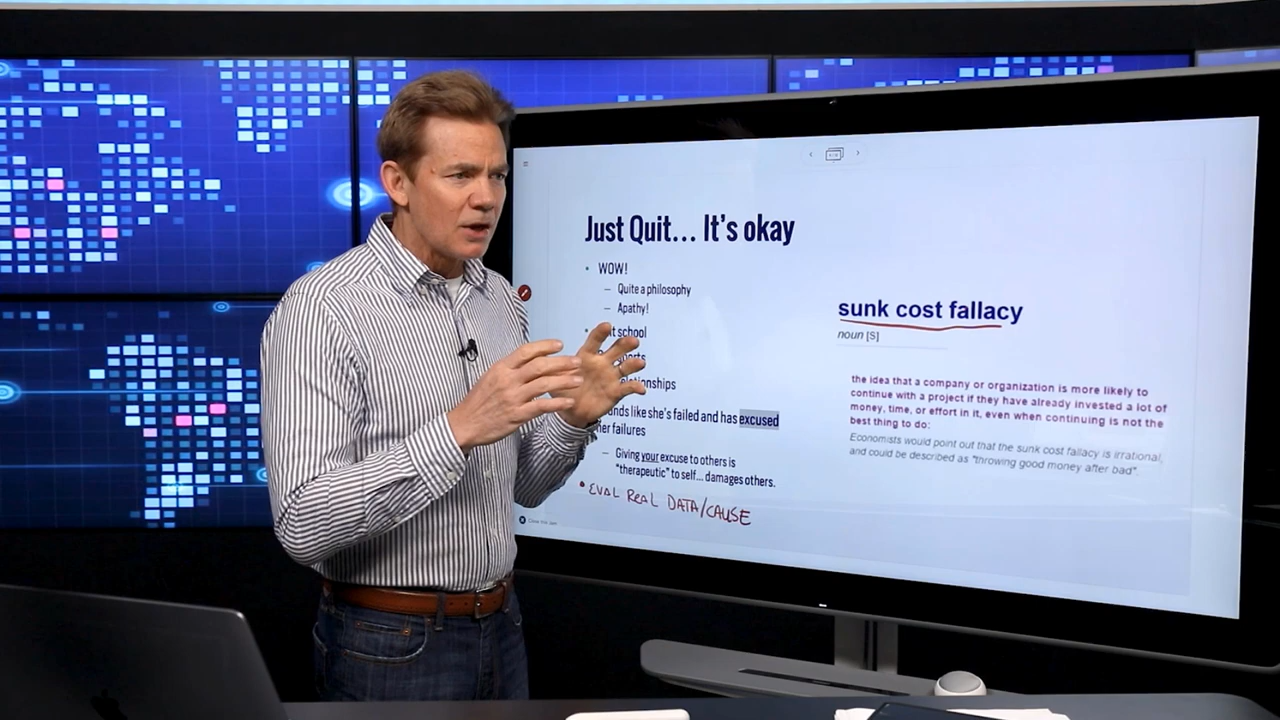 Just Quit... It's okay
WOW!
Quite a philosophy
Apathy!
school
sunk cost fallacy
noun [S]
like she's failed and has excused
failures
Giving your excuse to others is
"therapeutic" to self... damages others.
• EVAL REAL DATA/CAUSE
the idea that a company or organization is more likely to
continue with a project if they have already invested a lot of
money, time, or effort in it, even when continuing is not the
best thing to do:
Economists would point out that the sunk cost fallacy is irrational,
and could be described as "throwing good money after bad".